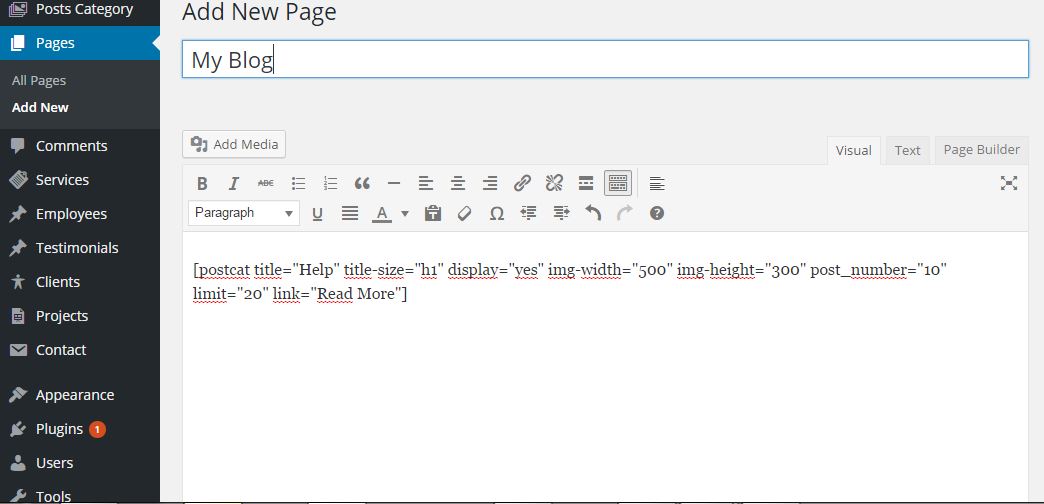 Posts Category
Pages
All Pages
Add New
Comments
Services
Employees
Testimonials
Clients
Projects
Contact
Appearance
Plugins 1
Users
Tools
Add New Page
My Blog
Add Media
Visual Text Page Builder
B I ABC
Paragraph U A Ω
[postcat title="Help" title-size="h1" display="yes" img-width="500" img-height="300" post_number="10"
limit="20" link="Read More"]